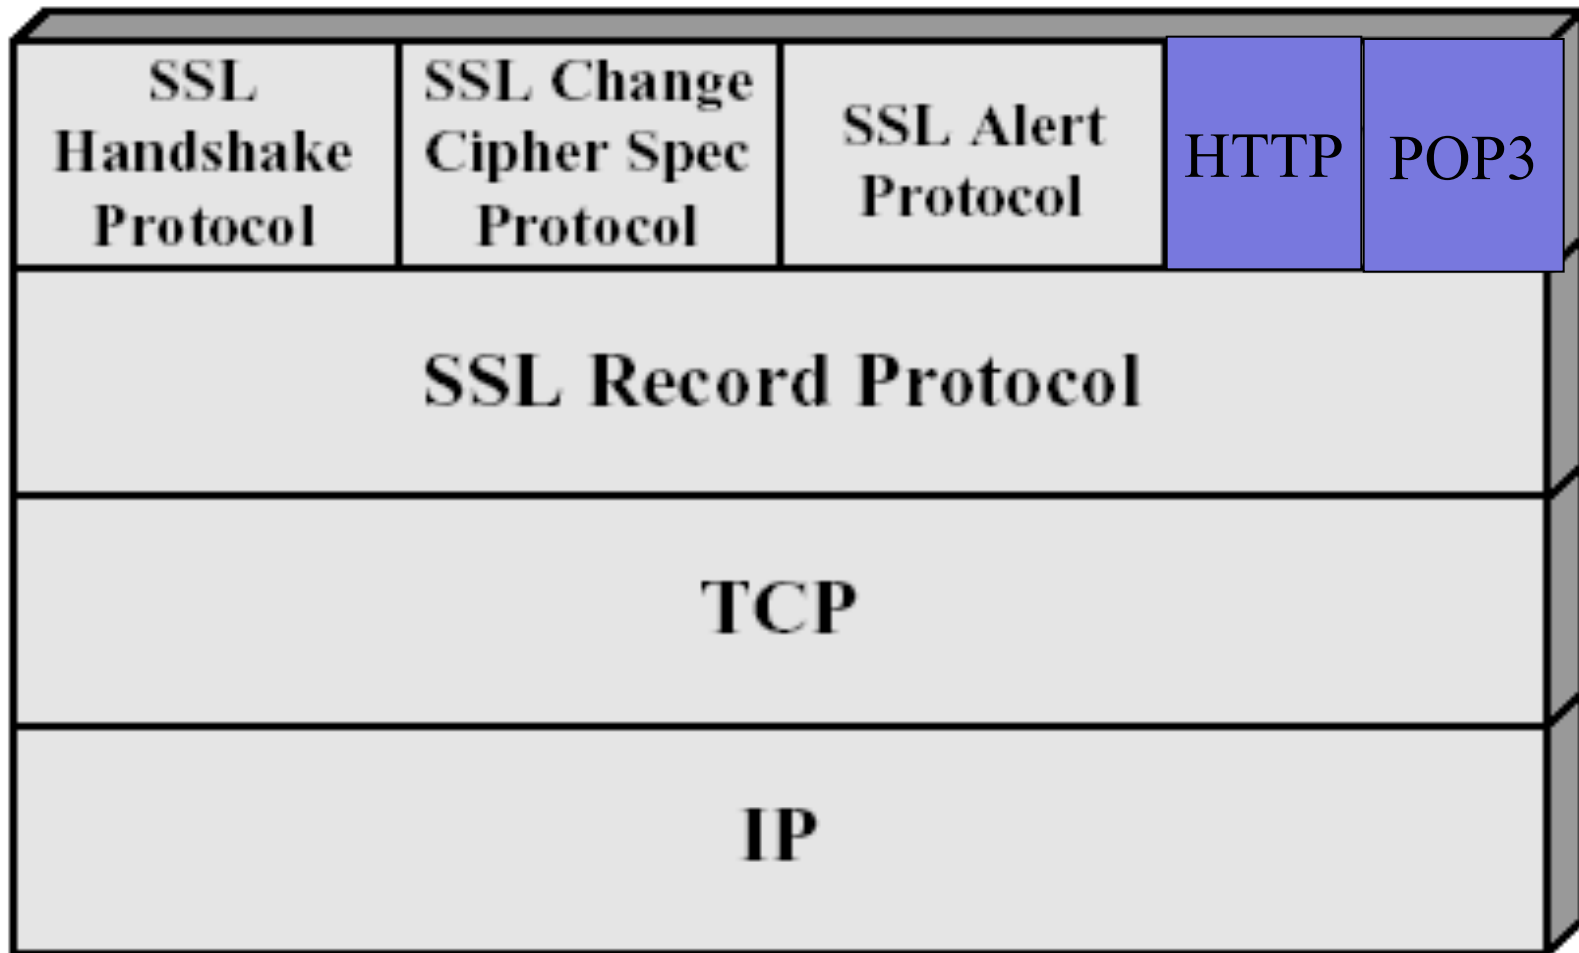 SSL
Handshake
Protocol
SSL Change
Cipher Spec
Protocol
SSL Alert
Protocol
HTTP
POP3
SSL Record Protocol
TCP
IP